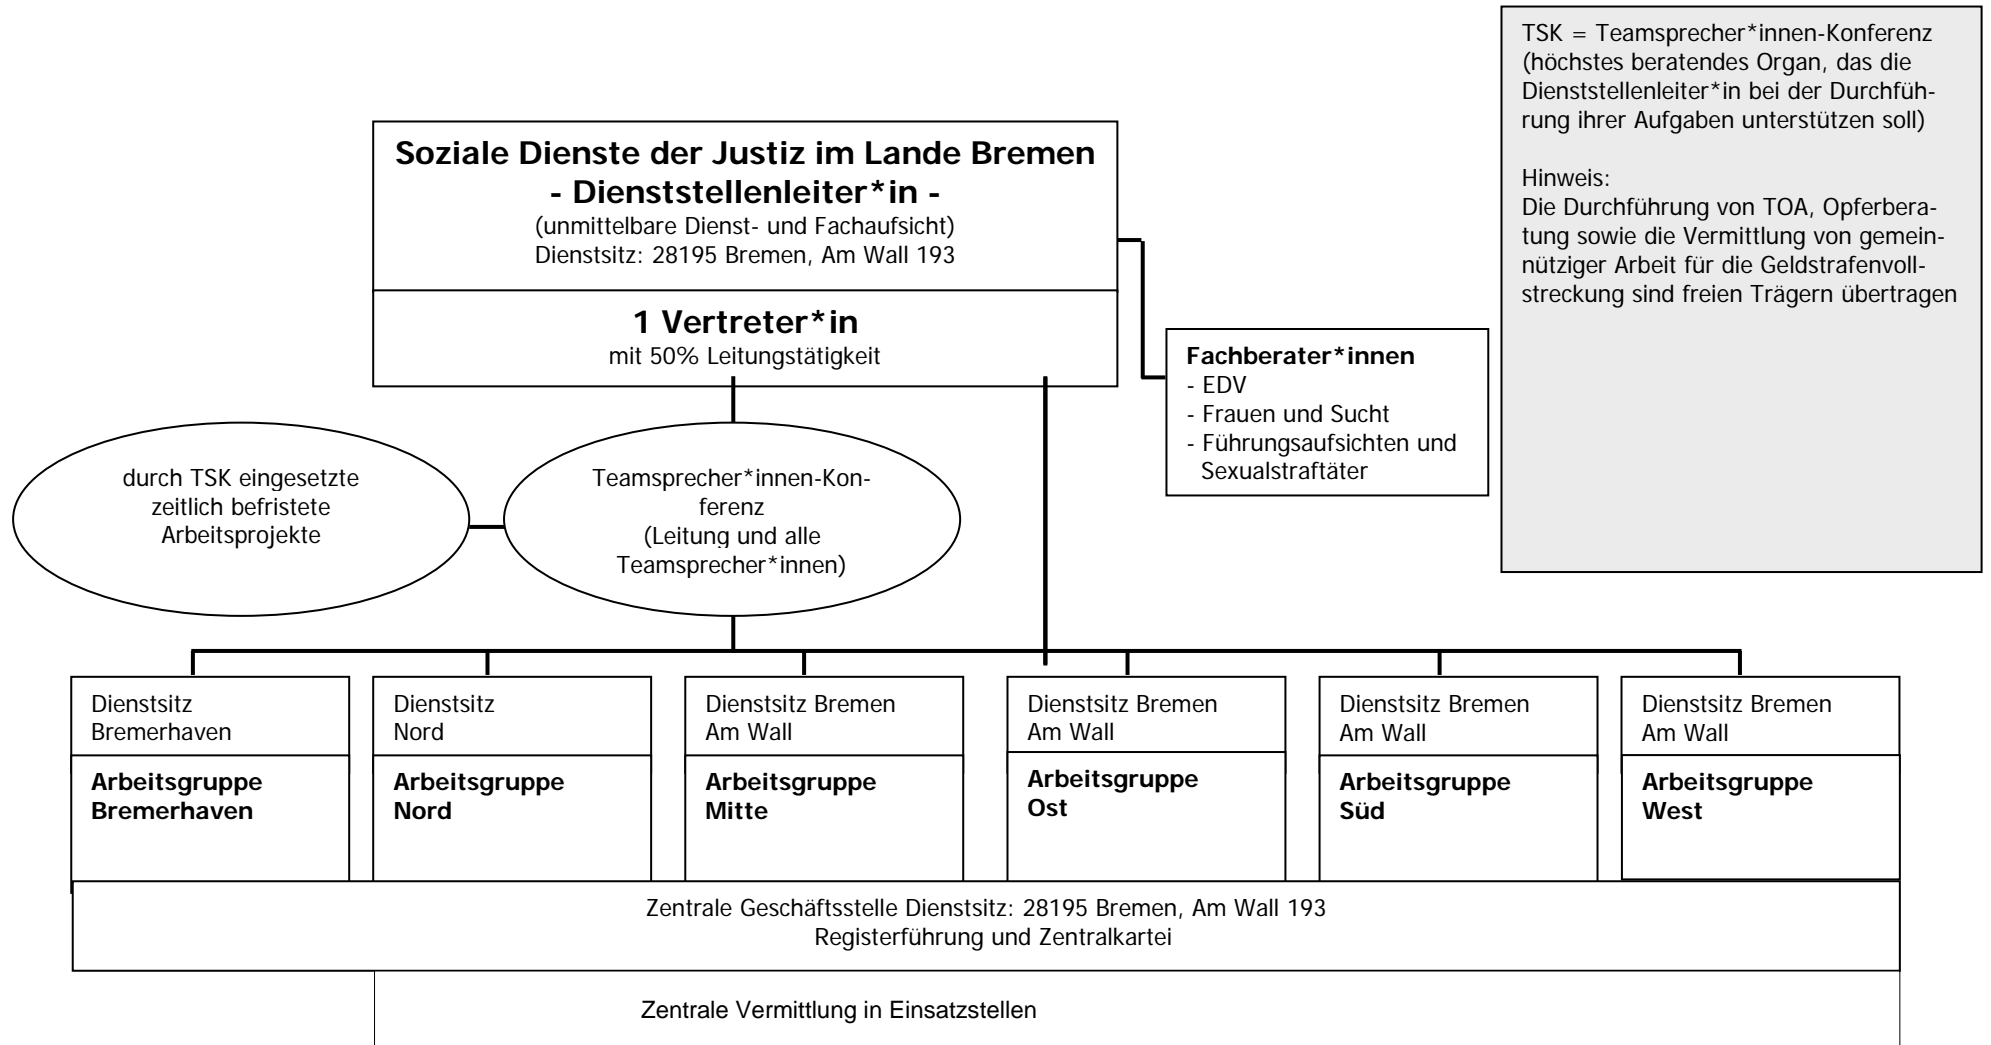 TSK = Teamsprecher*innen-Konferenz
(höchstes beratendes Organ, das die
Dienststellenleiter*in bei der Durchfüh-
rung ihrer Aufgaben unterstützen soll)
Hinweis:
Die Durchführung von TOA, Opferbera-
tung sowie die Vermittlung von gemein-
nütziger Arbeit für die Geldstrafenvoll-
streckung sind freien Trägern übertragen
Soziale Dienste der Justiz im Lande Bremen
- Dienststellenleiter*in -
(unmittelbare Dienst- und Fachaufsicht)
Dienstsitz: 28195 Bremen, Am Wall 193
1 Vertreter*in
mit 50% Leitungstätigkeit
Fachberater*innen
- EDV
- Frauen und Sucht
- Führungsaufsichten und
Sexualstraftäter
durch TSK eingesetzte
zeitlich befristete
Arbeitsprojekte
Teamsprecher*innen-Kon-
ferenz
(Leitung und alle
Teamsprecher*innen)
Dienstsitz
Bremerhaven
Arbeitsgruppe
Bremerhaven
Dienstsitz
Nord
Arbeitsgruppe
Nord
Dienstsitz Bremen
Am Wall
Arbeitsgruppe
Mitte
Dienstsitz Bremen
Am Wall
Arbeitsgruppe
Ost
Dienstsitz Bremen
Am Wall
Arbeitsgruppe
Süd
Dienstsitz Bremen
Am Wall
Arbeitsgruppe
West
Zentrale Geschäftsstelle Dienstsitz: 28195 Bremen, Am Wall 193
Registerführung und Zentralkartei
Zentrale Vermittlung in Einsatzstellen